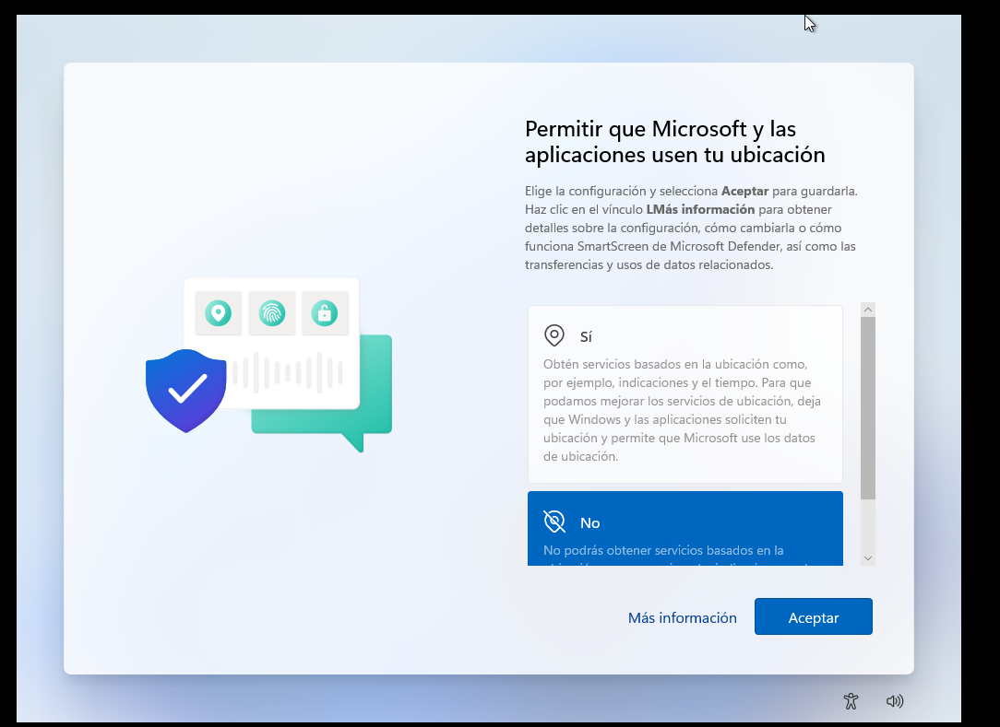 Permitir que Microsoft y las
aplicaciones usen tu ubicación
Elige la configuración y selecciona Aceptar para guardarla.
Haz clic en el vínculo LMás información para obtener
detalles sobre la configuración, cómo cambiarla o cómo
funciona SmartScreen de Microsoft Defender, así como las
transferencias y usos de datos relacionados.
Sí
Obtén servicios basados en la ubicación como,
por ejemplo, indicaciones y el tiempo. Para que
podamos mejorar los servicios de ubicación, deja
que Windows y las aplicaciones soliciten tu
ubicación y permite que Microsoft use los datos
de ubicación.
No
No podrás obtener servicios basados en la
Más información
Aceptar